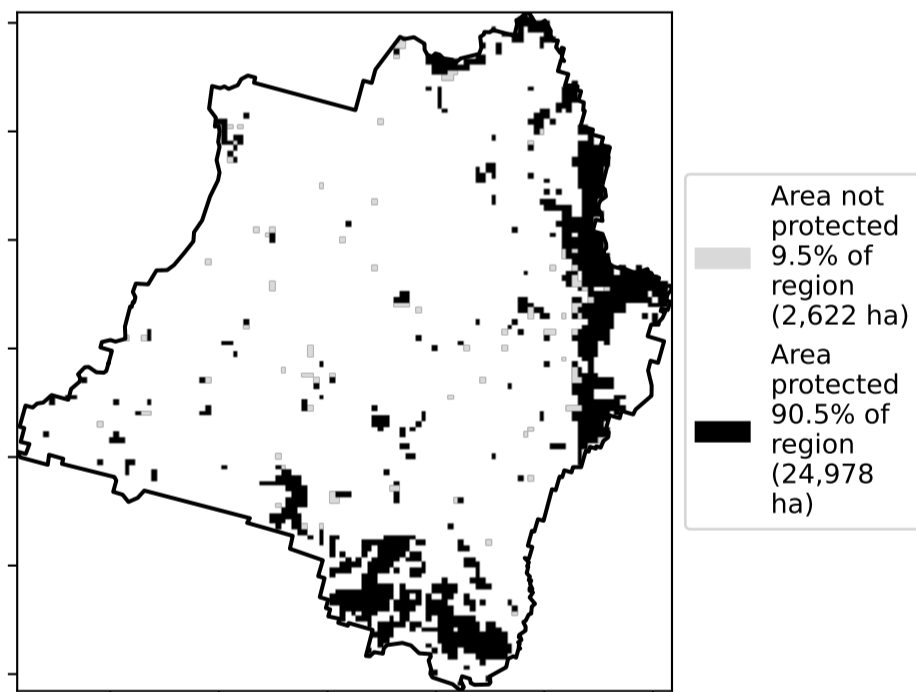 Area not
protected
9.5% of
region
(2,622 ha)
Area
protected
90.5% of
region
(24,978
ha)